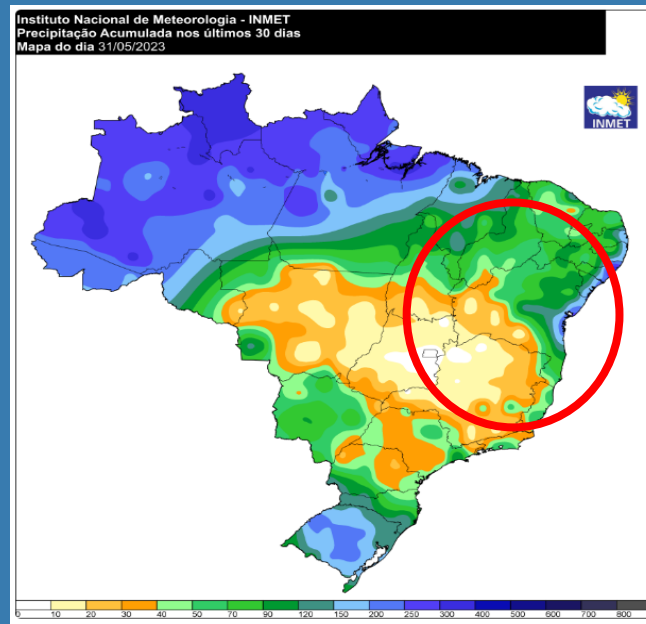 Instituto Nacional de Meteorologia - INMET
Precipitação Acumulada nos últimos 30 dias
Mapa do dia 31/05/2023
INMET
0 10 20 30 40 50 70 90 120 150 200 250 300 400 500 600 700 800